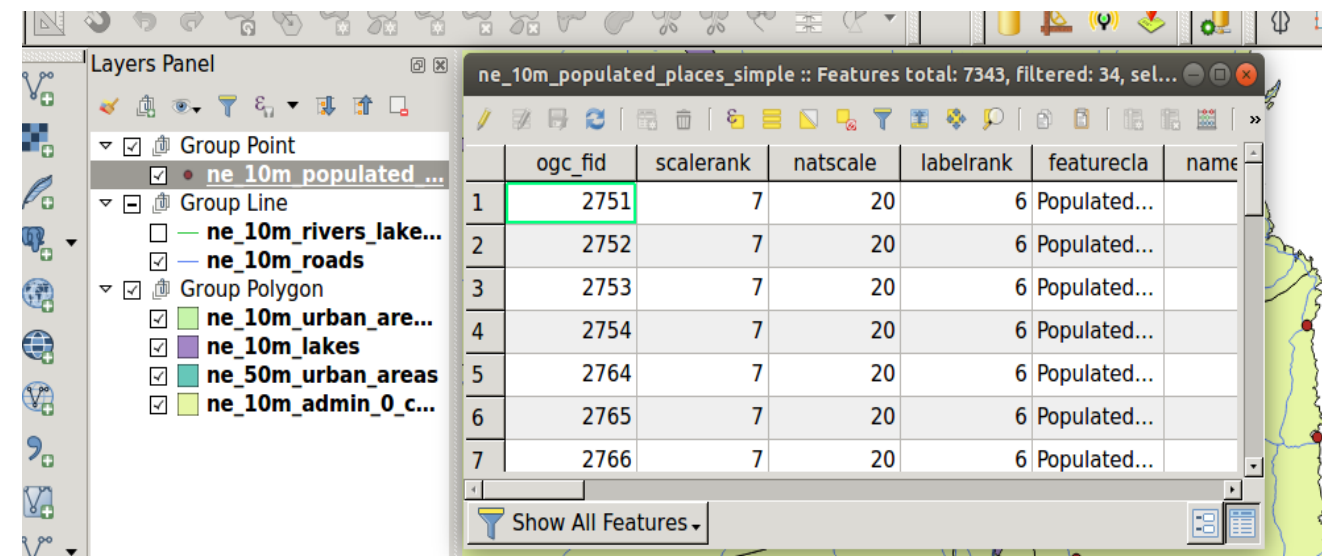 Layers Panel
Group Point
ne_10m_populated_...
Group Line
ne_10m_rivers_lake...
ne_10m_roads
Group Polygon
ne_10m_urban_are...
ne_10m_lakes
ne_50m_urban_areas
ne_10m_admin_0_c...
ne_10m_populated_places_simple :: Features total: 7343, filtered: 34, sel...
»
ogc_fid scalerank natscale labelrank featurecla name
1 2751 7 20 6 Populated...
2 2752 7 20 6 Populated...
3 2753 7 20 6 Populated...
4 2754 7 20 6 Populated...
5 2764 7 20 6 Populated...
6 2765 7 20 6 Populated...
7 2766 7 20 6 Populated...
Show All Features